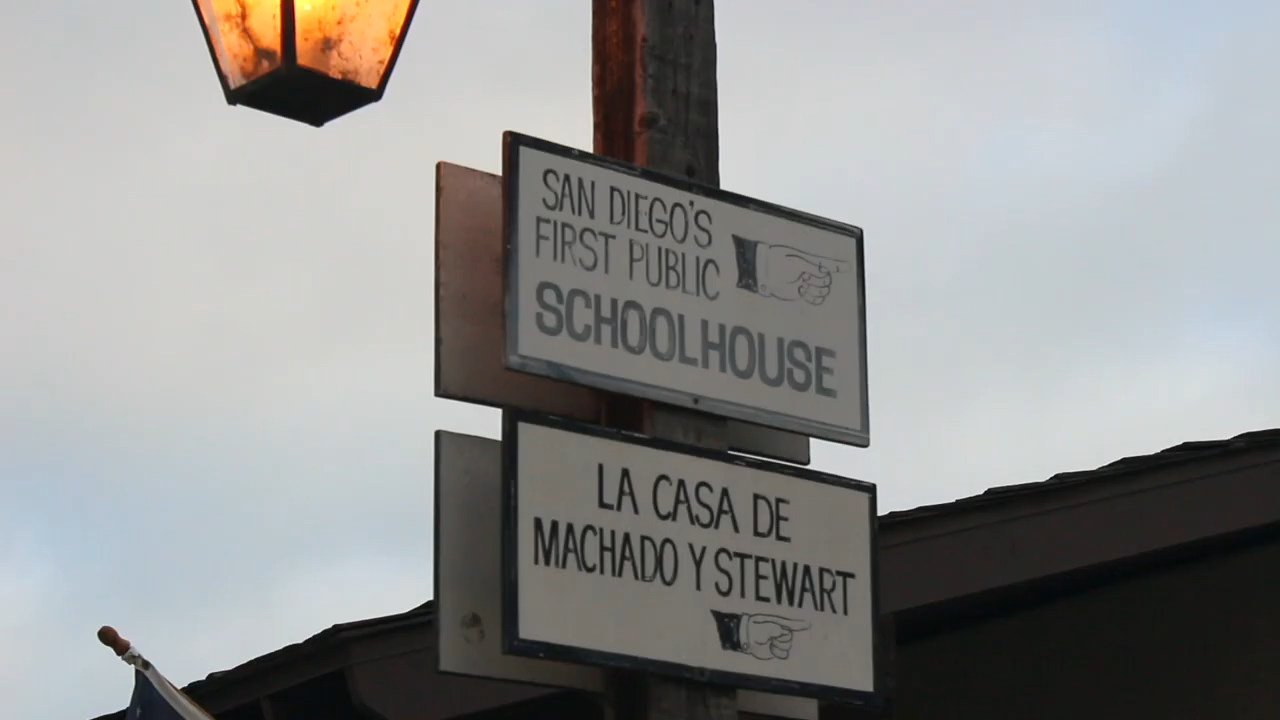 SAN DIEGO'S
FIRST PUBLIC
SCHOOLHOUSE
LA CASA DE
MACHADO Y STEWART